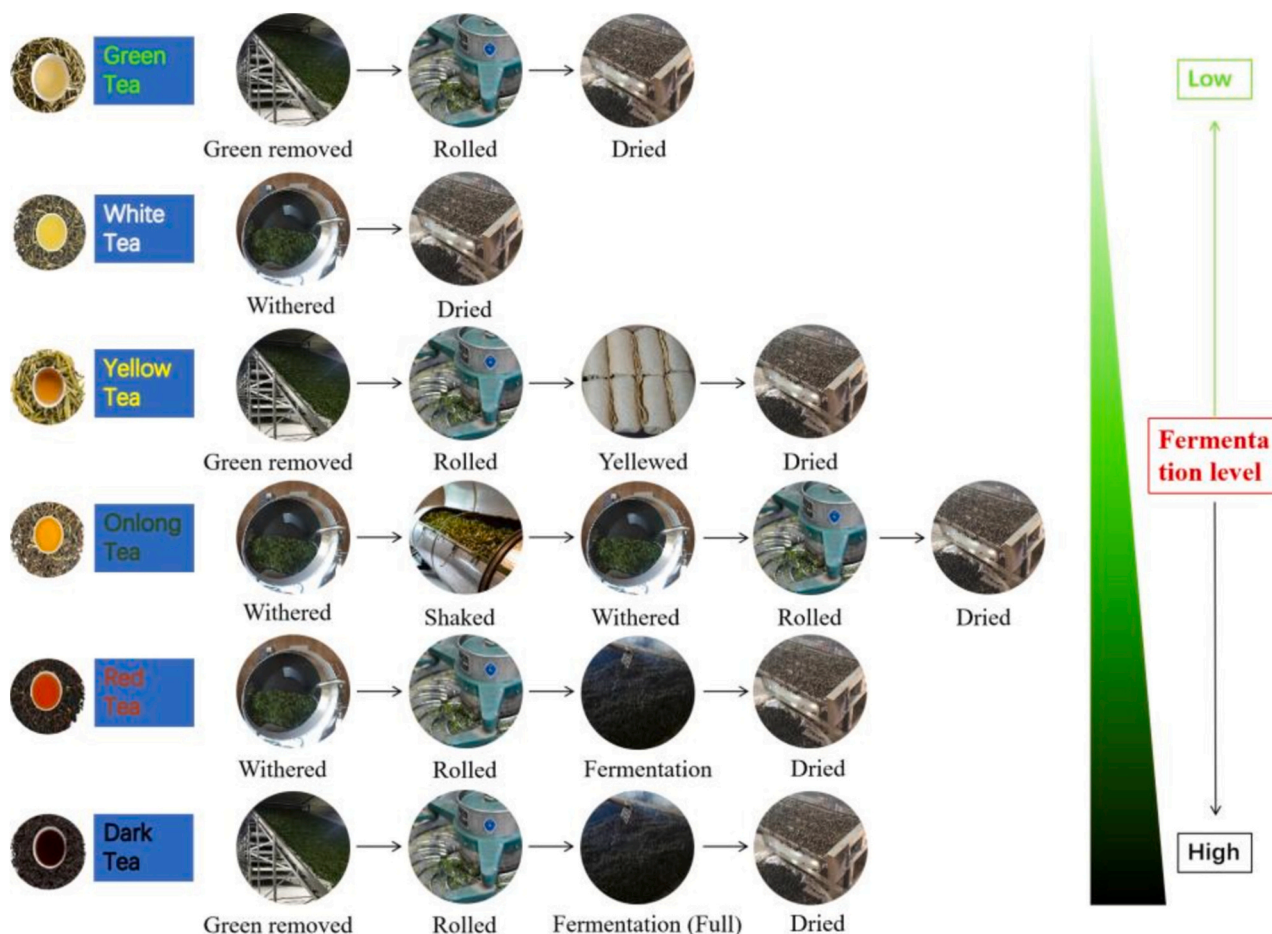 Green
Tea
Green removed
Rolled
Dried
Low
White
Tea
Withered
Dried
Yellow
Tea
Green removed
Rolled
Yellewed
Dried
Fermenta
tion level
Onlong
Tea
Withered
Shaked
Withered
Rolled
Dried
Red
Tea
Withered
Rolled
Fermentation
Dried
Dark
Tea
Green removed
Rolled
Fermentation (Full)
Dried
High